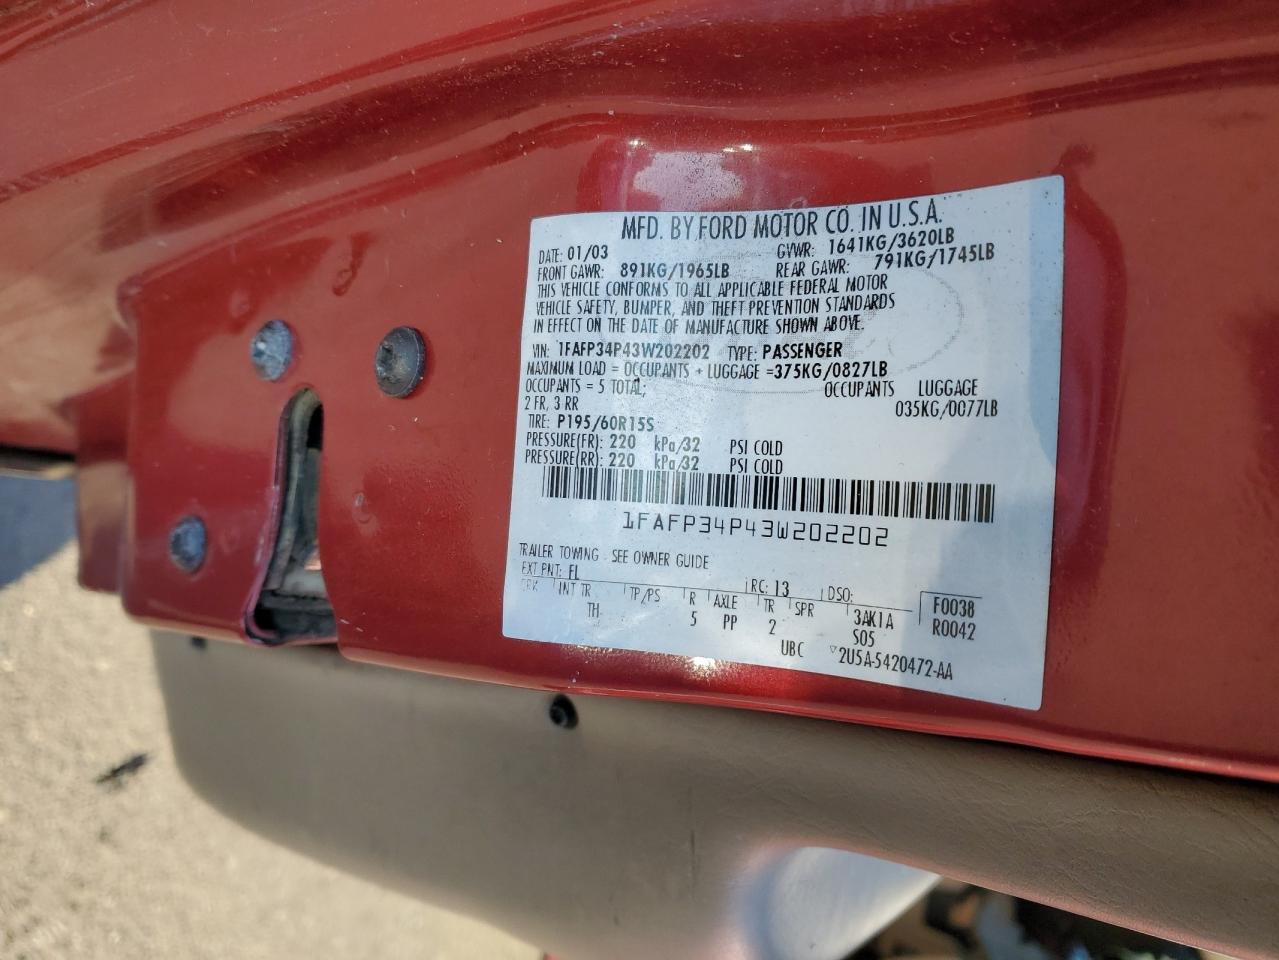 MFD. BY FORD MOTOR CO. IN U.S.A.
DATE: 01/03 GVWR: 1641KG/3620LB
FRONT GAWR: 891KG/1965LB REAR GAWR: 791KG/1745LB
THIS VEHICLE CONFORMS TO ALL APPLICABLE FEDERAL MOTOR
VEHICLE SAFETY, BUMPER, AND THEFT PREVENTION STANDARDS
IN EFFECT ON THE DATE OF MANUFACTURE SHOWN ABOVE.
VIN: 1FAFP34P43W202202 TYPE: PASSENGER
MAXIMUM LOAD = OCCUPANTS + LUGGAGE =375KG/0827LB
OCCUPANTS = 5 TOTAL; OCCUPANTS LUGGAGE
2 FR, 3 RR 035KG/0077LB
TIRE: P195/60R15S
PRESSURE(FR): 220 kPa/32 PSI COLD
PRESSURE(RR): 220 kPa/32 PSI COLD
1FAFP34P43W202202
TRAILER TOWING - SEE OWNER GUIDE
EXT PNT: FL RC: 13 DSO:
BRK INT TR TP/PS R AXLE TR SPR 3AK1A F0038
TH 5 PP 2 S05 R0042
UBC ▽2U5A-5420472-AA